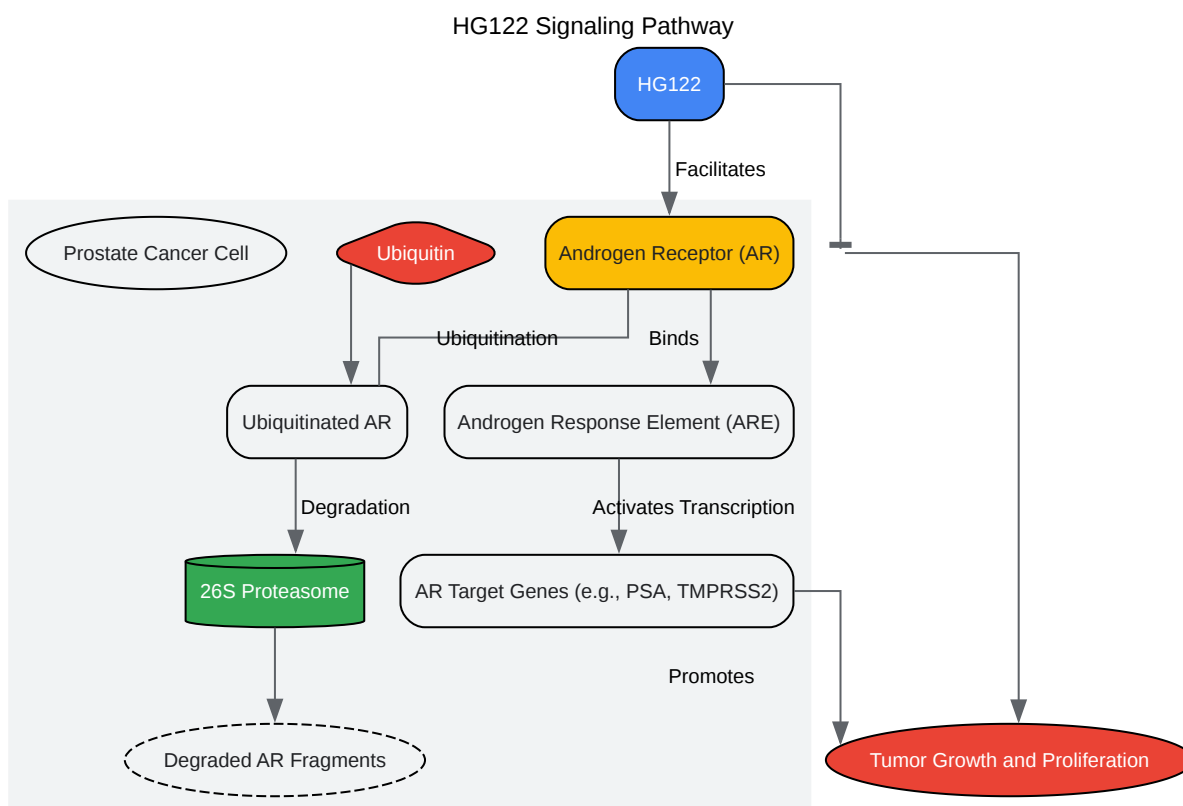 HG122 Signaling Pathway
HG122
Facilitates
Prostate Cancer Cell
Ubiquitin
Androgen Receptor (AR)
Ubiquitination
Binds
Ubiquitinated AR
Androgen Response Element (ARE)
Degradation
Activates Transcription
26S Proteasome
AR Target Genes (e.g., PSA, TMPRSS2)
Promotes
Degraded AR Fragments
Tumor Growth and Proliferation